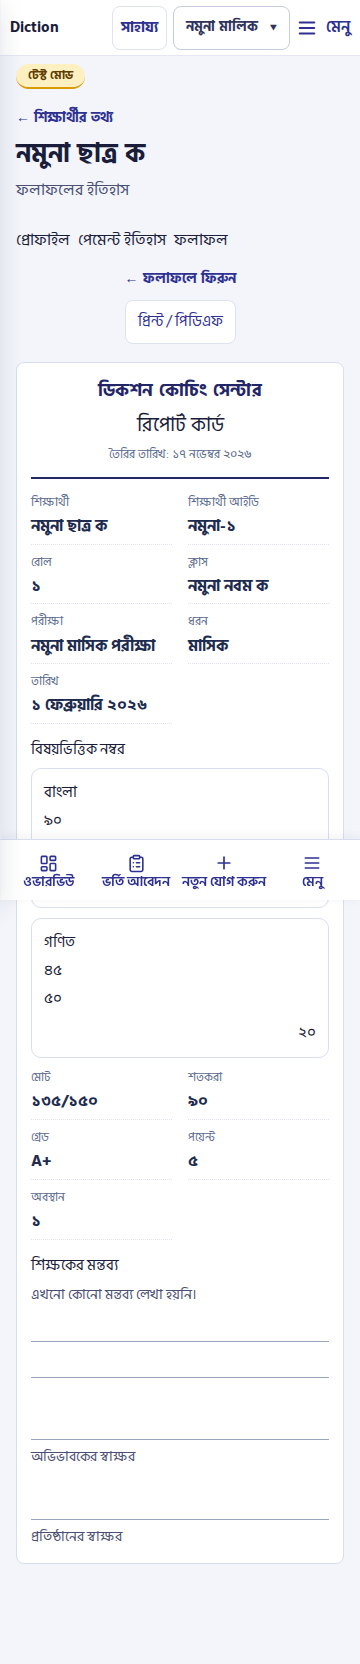 Diction
সাহায্য
নমুনা মালিক
মেনু
টেস্ট মোড
← শিক্ষার্থীর তথ্য
নমুনা ছাত্র ক
ফলাফলের ইতিহাস
প্রোফাইল পেমেন্ট ইতিহাস ফলাফল
← ফলাফলে ফিরুন
প্রিন্ট / পিডিএফ
ডিকশন কোচিং সেন্টার
রিপোর্ট কার্ড
তৈরির তারিখ: ১৭ নভেম্বর ২০২৬
শিক্ষার্থী
নমুনা ছাত্র ক
শিক্ষার্থী আইডি
নমুনা-১
রোল
১
ক্লাস
নমুনা নবম ক
পরীক্ষা
নমুনা মাসিক পরীক্ষা
ধরন
মাসিক
তারিখ
১ ফেব্রুয়ারি ২০২৬
বিষয়ভিত্তিক নম্বর
বাংলা
৯০
ওভারভিউ
ভর্তি আবেদন
নতুন যোগ করুন
মেনু
গণিত
৪৫
৫০
২০
মোট
১৩৫/১৫০
শতকরা
৯০
গ্রেড
A+
পয়েন্ট
৫
অবস্থান
১
শিক্ষকের মন্তব্য
এখনো কোনো মন্তব্য লেখা হয়নি।
অভিভাবকের স্বাক্ষর
প্রতিষ্ঠানের স্বাক্ষর